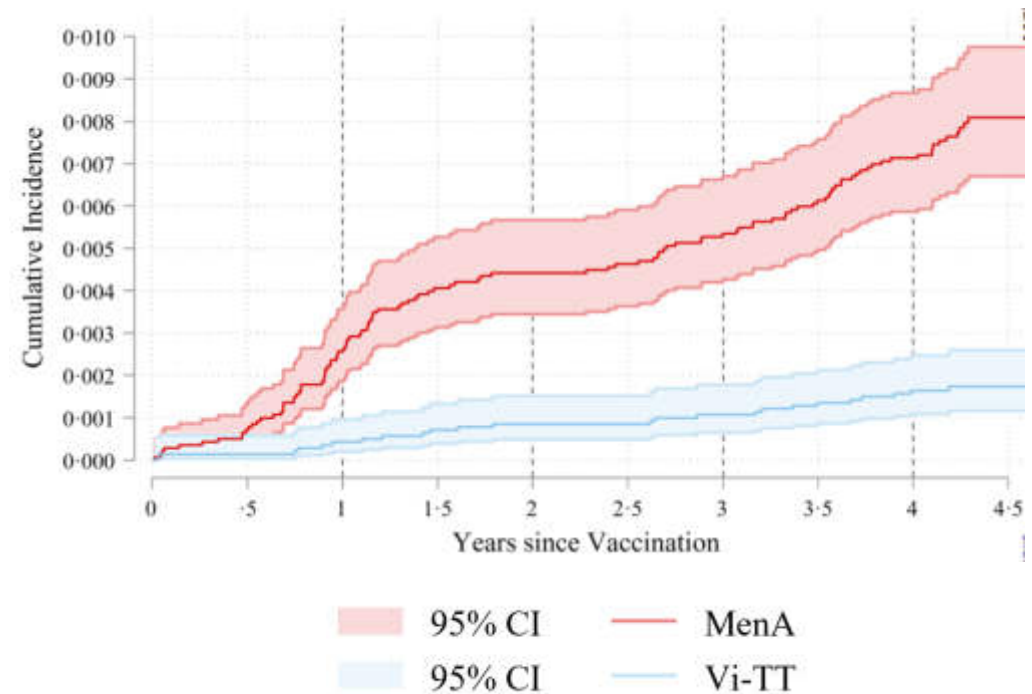 0·010
0·009
0·008
0·007
0·006
0·005
0·004
0·003
0·002
0·001
0·000
Cumulative Incidence
0 ·5 1 1·5 2 2·5 3 3·5 4 4·5
Years since Vaccination
95% CI MenA
95% CI Vi-TT